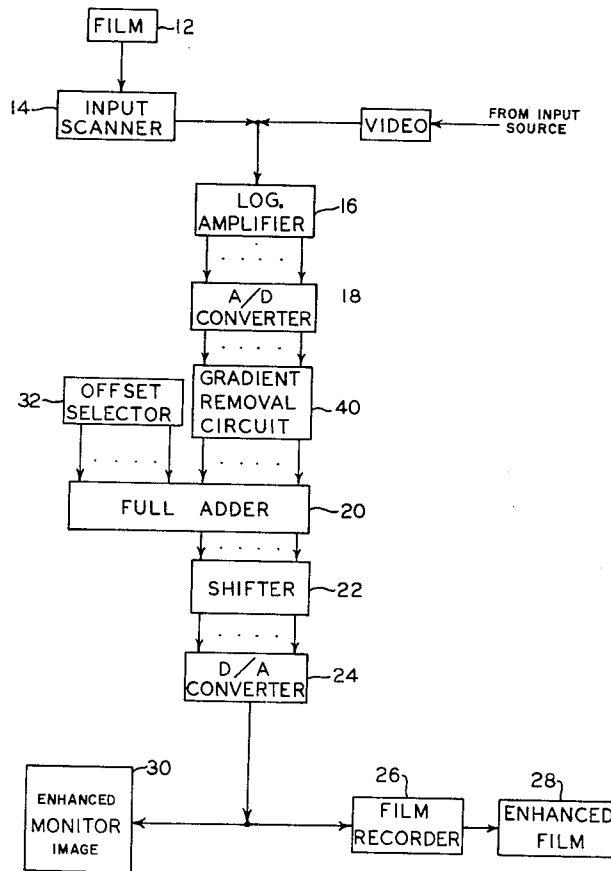 FILM
12
14
INPUT
SCANNER
VIDEO
FROM INPUT
SOURCE
LOG.
AMPLIFIER
16
A/D
CONVERTER
18
32
OFFSET
SELECTOR
GRADIENT
REMOVAL
CIRCUIT
40
FULL ADDER
20
SHIFTER
22
D/A
CONVERTER
24
30
ENHANCED
MONITOR
IMAGE
26
FILM
RECORDER
28
ENHANCED
FILM